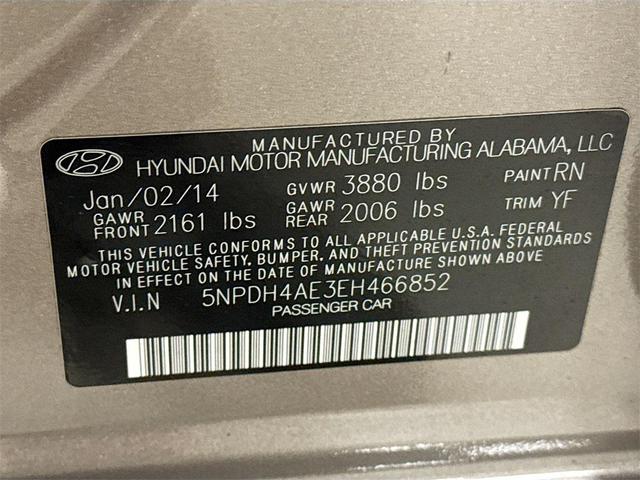 MANUFACTURED BY
HYUNDAI MOTOR MANUFACTURING ALABAMA, LLC
Jan/02/14 GVWR 3880 lbs PAINT RN
GAWR FRONT 2161 lbs GAWR REAR 2006 lbs TRIM YF
THIS VEHICLE CONFORMS TO ALL APPLICABLE U.S.A. FEDERAL
MOTOR VEHICLE SAFETY, BUMPER, AND THEFT PREVENTION STANDARDS
IN EFFECT ON THE DATE OF MANUFACTURE SHOWN ABOVE
V.I.N 5NPDH4AE3EH466852
PASSENGER CAR